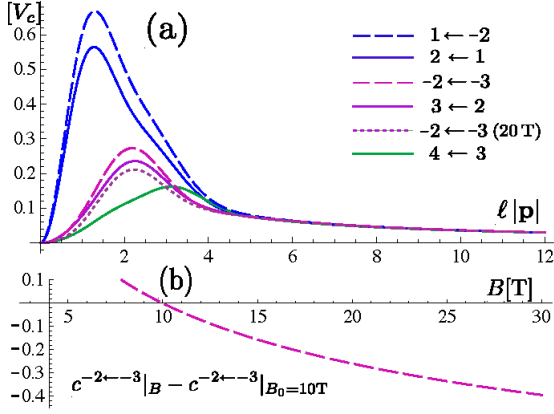 [V_c]
(a)
0.6
0.5
0.4
0.3
0.2
0.1
2 4 6 8 10 12
ℓ|p|
1 ← -2
2 ← 1
-2 ← -3
3 ← 2
-2 ← -3 (20 T)
4 ← 3
(b)
B[T]
0.1
-0.1
-0.2
-0.3
-0.4
5 10 15 20 25 30
c^{-2←-3}|_B − c^{-2←-3}|_{B_0=10T}